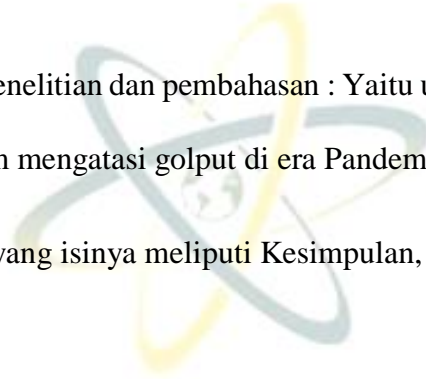 enelitian dan pembahasan : Yaitu u
n mengatasi golput di era Pandem
yang isinya meliputi Kesimpulan,